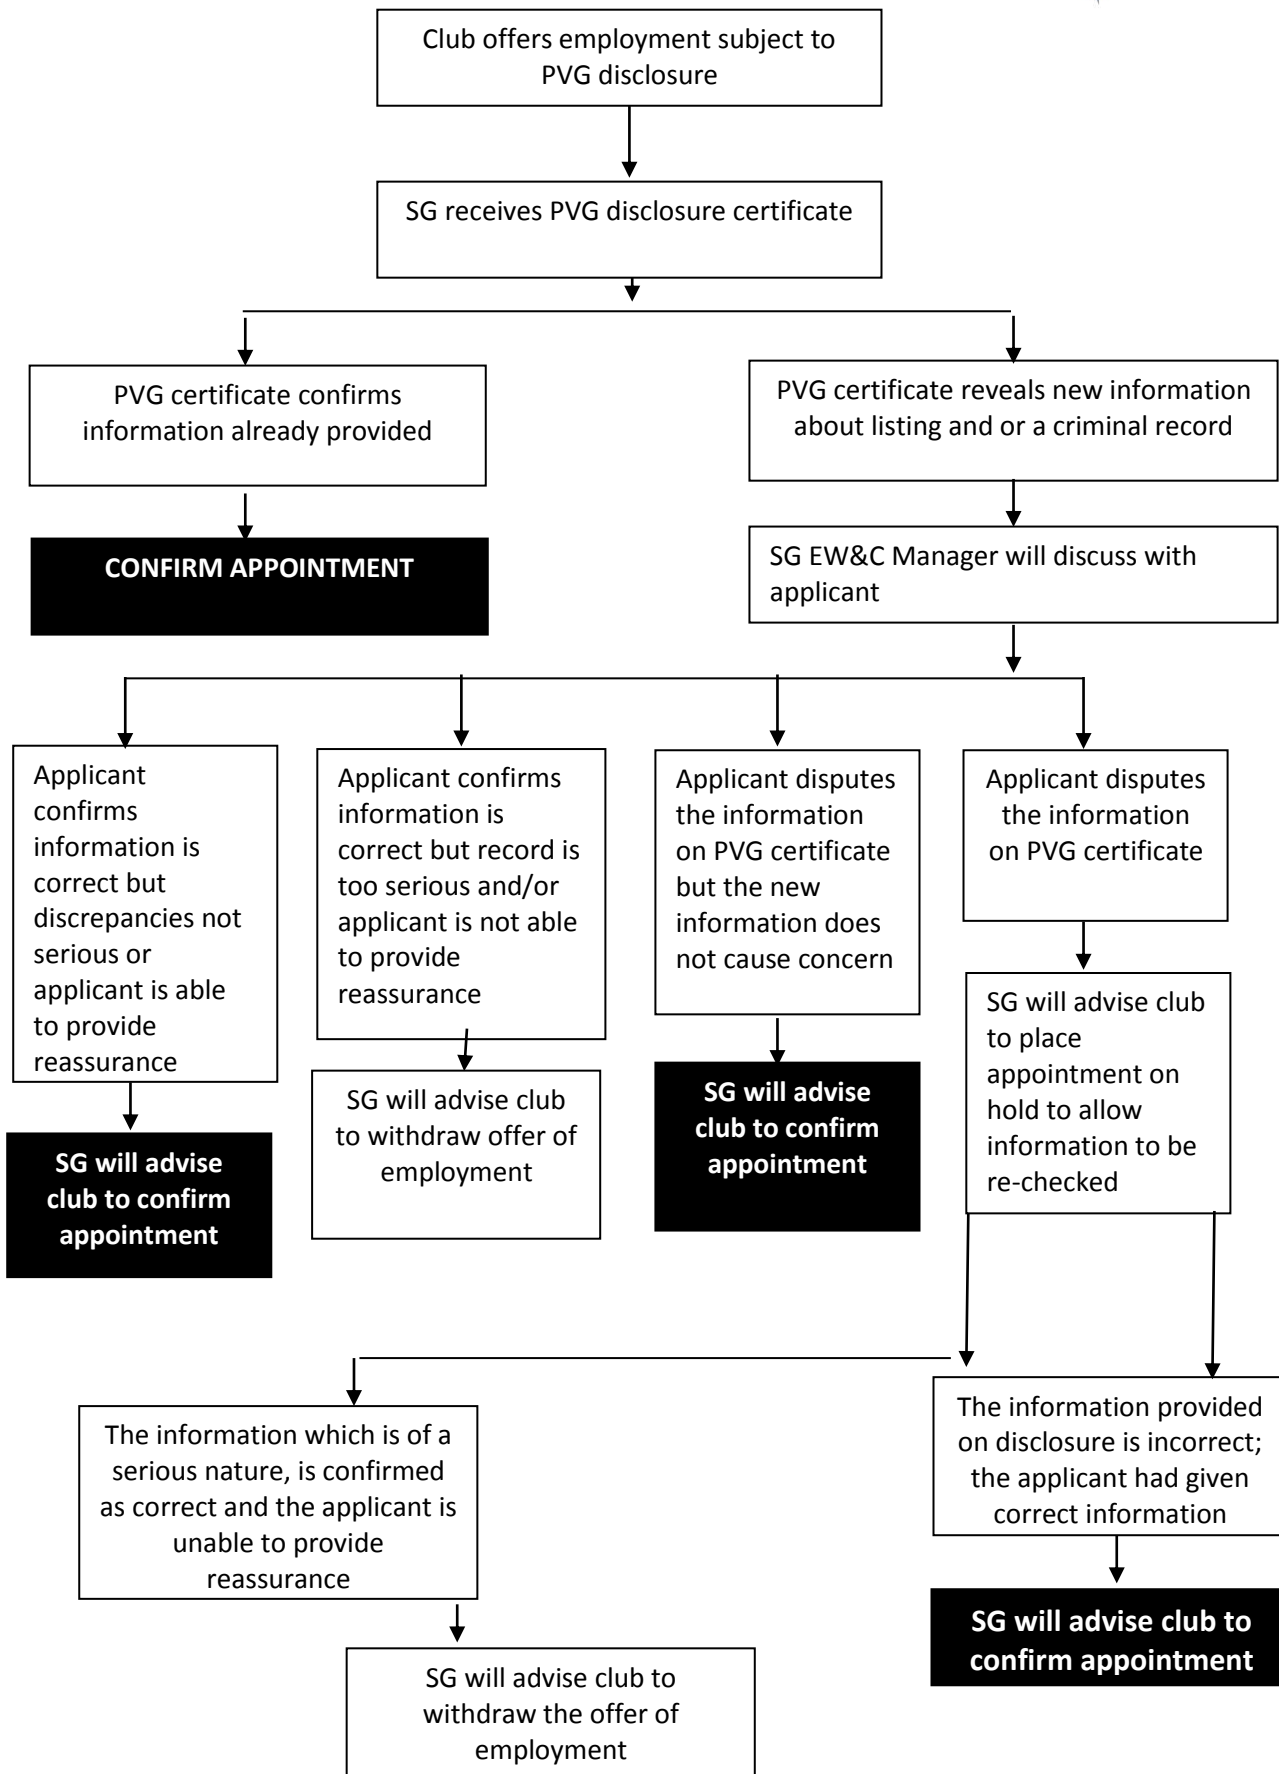 Club offers employment subject to
PVG disclosure
SG receives PVG disclosure certificate
PVG certificate confirms
information already provided
PVG certificate reveals new information
about listing and or a criminal record
CONFIRM APPOINTMENT
SG EW&C Manager will discuss with
applicant
Applicant
confirms
information is
correct but
discrepancies not
serious or
applicant is able
to provide
reassurance
Applicant confirms
information is
correct but record is
too serious and/or
applicant is not able
to provide
reassurance
Applicant disputes
the information
on PVG certificate
but the new
information does
not cause concern
Applicant disputes
the information
on PVG certificate
SG will advise club
to place
appointment on
hold to allow
information to be
re-checked
SG will advise
club to confirm
appointment
SG will advise club
to withdraw offer of
employment
SG will advise
club to confirm
appointment
The information which is of a
serious nature, is confirmed
as correct and the applicant is
unable to provide
reassurance
The information provided
on disclosure is incorrect;
the applicant had given
correct information
SG will advise club to
withdraw the offer of
employment
SG will advise club to
confirm appointment